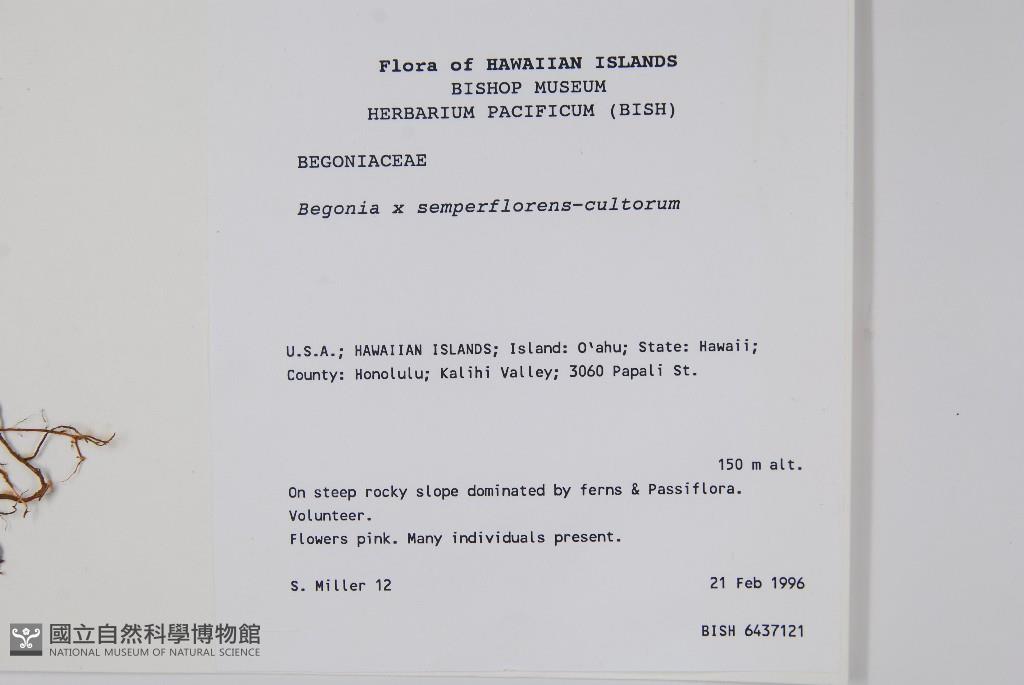 Flora of HAWAIIAN ISLANDS
BISHOP MUSEUM
HERBARIUM PACIFICUM (BISH)
BEGONIACEAE
Begonia x semperflorens-cultorum
U.S.A.; HAWAIIAN ISLANDS; Island: O'ahu; State: Hawaii;
County: Honolulu; Kalihi Valley; 3060 Papali St.
150 m alt.
On steep rocky slope dominated by ferns & Passiflora.
Volunteer.
Flowers pink. Many individuals present.
S. Miller 12 21 Feb 1996
BISH 6437121
國立自然科學博物館
NATIONAL MUSEUM OF NATURAL SCIENCE